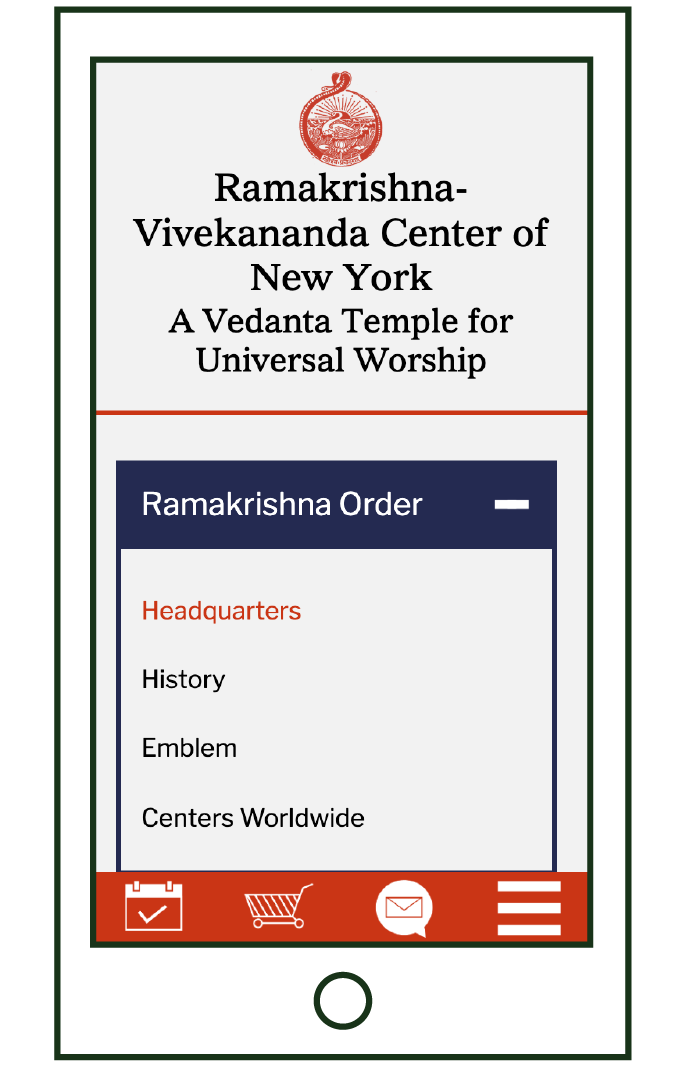 Ramakrishna-
Vivekananda Center of
New York
A Vedanta Temple for
Universal Worship
Ramakrishna Order
Headquarters
History
Emblem
Centers Worldwide